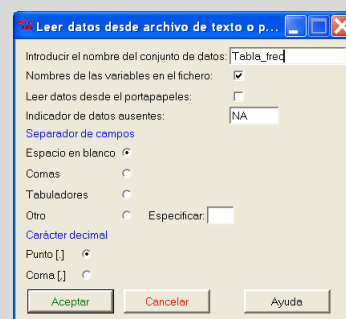 Leer datos desde archivo de texto o p...
Introducir el nombre del conjunto de datos: Tabla_frec
Nombres de las variables en el fichero:
Leer datos desde el portapapeles:
Indicador de datos ausentes: NA
Separador de campos
Espacio en blanco
Comas
Tabuladores
Otro Especificar:
Carácter decimal
Punto [.]
Coma [,]
Aceptar Cancelar Ayuda